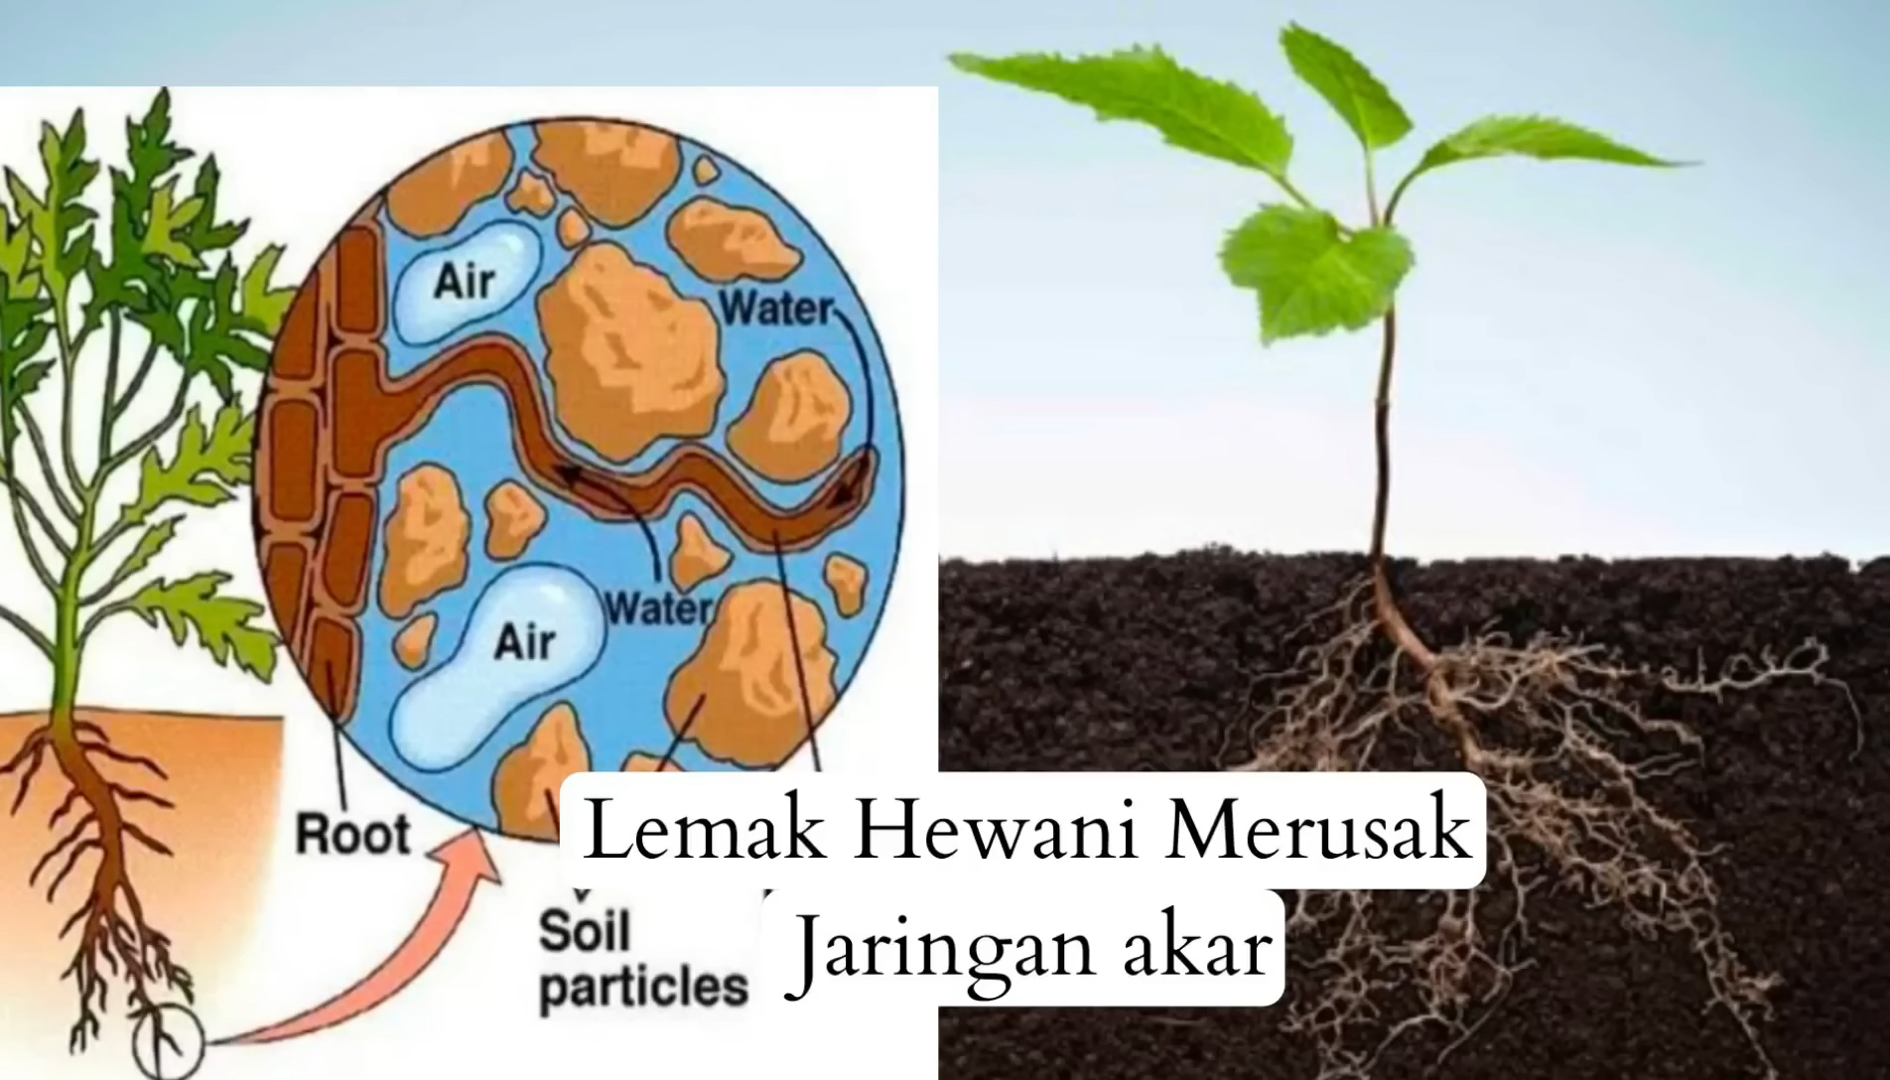 Air
Water
Water
Air
Root
Lemak Hewani Merusak
Jaringan akar
Soil
particles